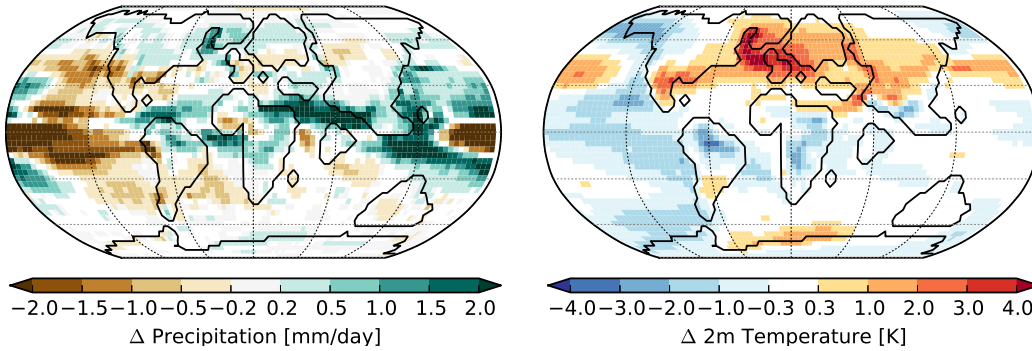 −2.0 −1.0 −0.5 −0.2 0.2 0.5 1.0 1.5 2.0
Δ Precipitation [mm/day]
−4.0 −3.0 −2.0 −1.0 −0.3 0.3 1.0 2.0 3.0 4.0
Δ 2m Temperature [K]